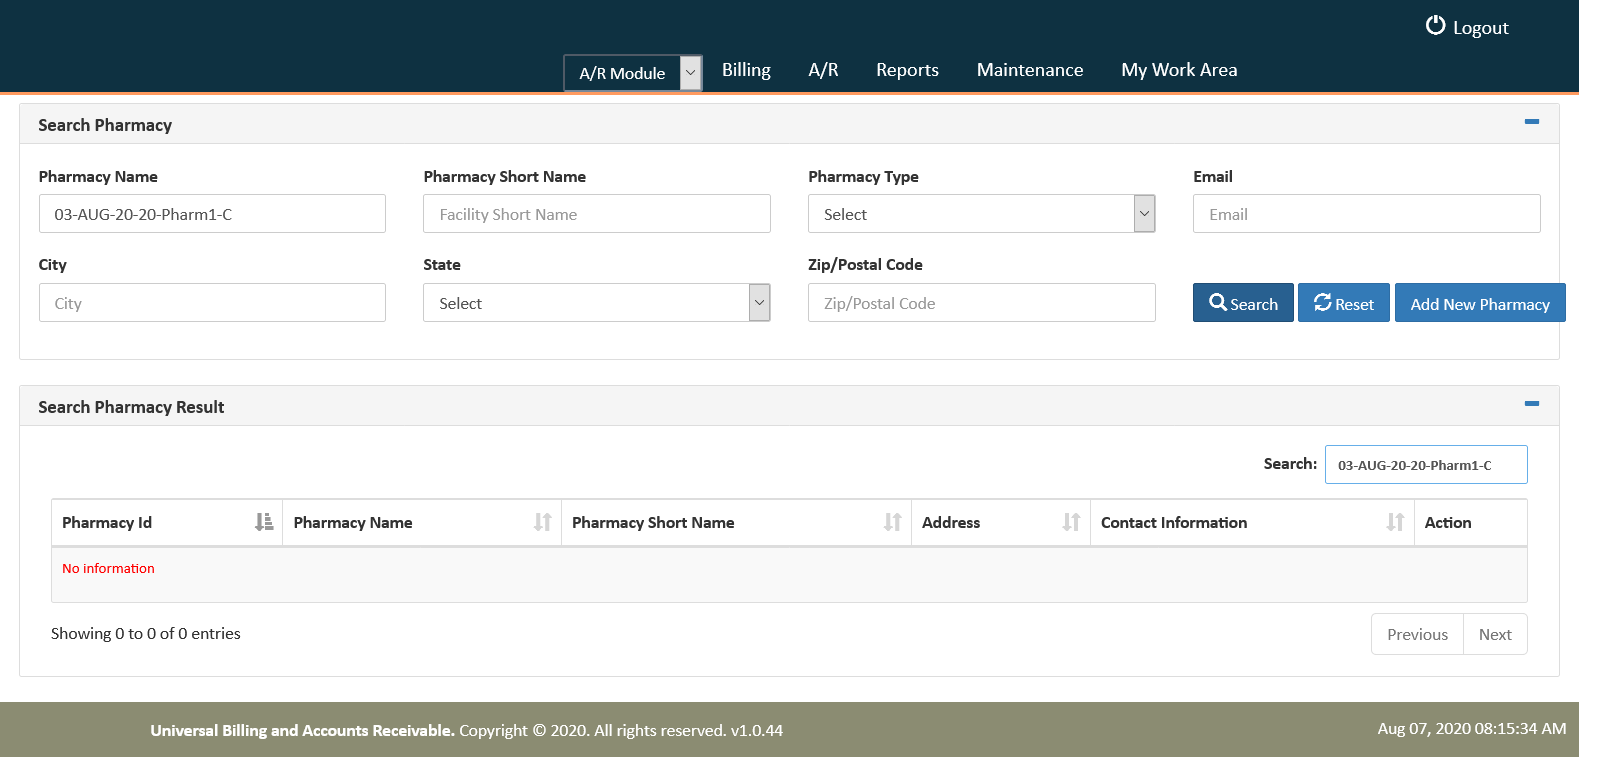 Logout
A/R Module Billing A/R Reports Maintenance My Work Area
Search Pharmacy
Pharmacy Name Pharmacy Short Name Pharmacy Type Email
03-AUG-20-20-Pharm1-C Facility Short Name Select Email
City State Zip/Postal Code
City Select Zip/Postal Code Search Reset Add New Pharmacy
Search Pharmacy Result
Search: 03-AUG-20-20-Pharm1-C
Pharmacy Id Pharmacy Name Pharmacy Short Name Address Contact Information Action
No information
Showing 0 to 0 of 0 entries Previous Next
Universal Billing and Accounts Receivable. Copyright © 2020. All rights reserved. v1.0.44 Aug 07, 2020 08:15:34 AM